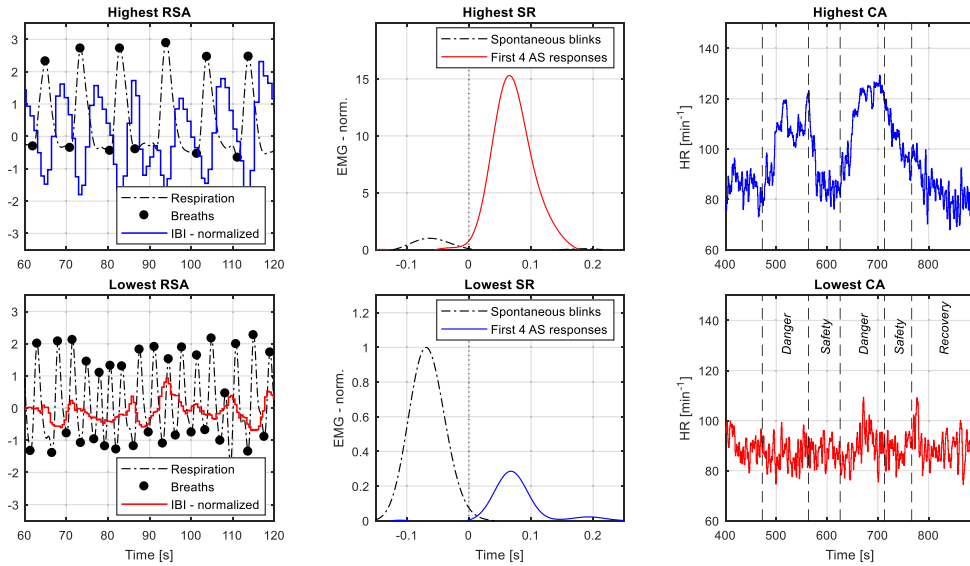 Highest RSA
3
2
1
0
-1
-2
-3
Respiration
Breaths
IBI - normalized
60 70 80 90 100 110 120
Highest SR
EMG - norm.
15
10
5
0
Spontaneous blinks
First 4 AS responses
-0.1 0 0.1 0.2
Highest CA
HR [min-1]
140
120
100
80
60
400 500 600 700 800
Lowest RSA
3
2
1
0
-1
-2
-3
Respiration
Breaths
IBI - normalized
60 70 80 90 100 110 120
Time [s]
Lowest SR
EMG - norm.
1.2
1
0.8
0.6
0.4
0.2
0
Spontaneous blinks
First 4 AS responses
-0.1 0 0.1 0.2
Time [s]
Lowest CA
HR [min-1]
140
120
100
80
60
Danger
Safety
Danger
Safety
Recovery
400 500 600 700 800
Time [s]